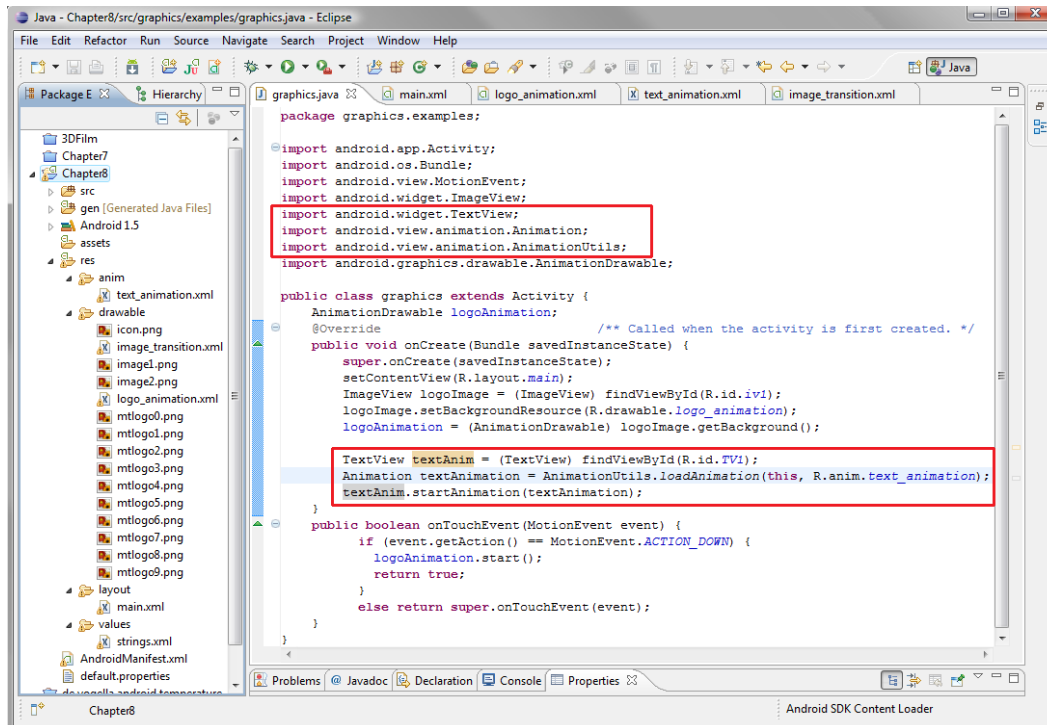 Java - Chapter8/src/graphics/examples/graphics.java - Eclipse
File Edit Refactor Run Source Navigate Search Project Window Help
Java
Package E
Hierarchy
graphics.java
main.xml
logo_animation.xml
text_animation.xml
image_transition.xml
3DFilm
Chapter7
Chapter8
src
gen [Generated Java Files]
Android 1.5
assets
res
anim
text_animation.xml
drawable
icon.png
image_transition.xml
image1.png
image2.png
logo_animation.xml
mtlogo0.png
mtlogo1.png
mtlogo2.png
mtlogo3.png
mtlogo4.png
mtlogo5.png
mtlogo6.png
mtlogo7.png
mtlogo8.png
mtlogo9.png
layout
main.xml
values
strings.xml
AndroidManifest.xml
default.properties
package graphics.examples;
import android.app.Activity;
import android.os.Bundle;
import android.view.MotionEvent;
import android.widget.ImageView;
import android.widget.TextView;
import android.view.animation.Animation;
import android.view.animation.AnimationUtils;
import android.graphics.drawable.AnimationDrawable;
public class graphics extends Activity {
AnimationDrawable logoAnimation;
@Override /** Called when the activity is first created. */
public void onCreate(Bundle savedInstanceState) {
super.onCreate(savedInstanceState);
setContentView(R.layout.main);
ImageView logoImage = (ImageView) findViewById(R.id.iv1);
logoImage.setBackgroundResource(R.drawable.logo_animation);
logoAnimation = (AnimationDrawable) logoImage.getBackground();
TextView textAnim = (TextView) findViewById(R.id.TV1);
Animation textAnimation = AnimationUtils.loadAnimation(this, R.anim.text_animation);
textAnim.startAnimation(textAnimation);
}
public boolean onTouchEvent(MotionEvent event) {
if (event.getAction() == MotionEvent.ACTION_DOWN) {
logoAnimation.start();
return true;
}
else return super.onTouchEvent(event);
}
}
Problems @ Javadoc Declaration Console Properties
Chapter8
Android SDK Content Loader